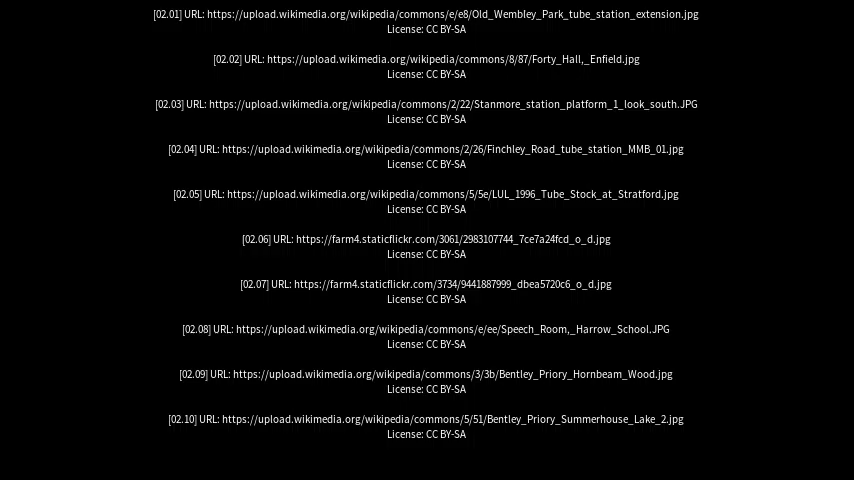 [02.01] URL: https://upload.wikimedia.org/wikipedia/commons/e/e8/Old_Wembley_Park_tube_station_extension.jpg
License: CC BY-SA
[02.02] URL: https://upload.wikimedia.org/wikipedia/commons/8/87/Forty_Hall,_Enfield.jpg
License: CC BY-SA
[02.03] URL: https://upload.wikimedia.org/wikipedia/commons/2/22/Stanmore_station_platform_1_look_south.JPG
License: CC BY-SA
[02.04] URL: https://upload.wikimedia.org/wikipedia/commons/2/26/Finchley_Road_tube_station_MMB_01.jpg
License: CC BY-SA
[02.05] URL: https://upload.wikimedia.org/wikipedia/commons/5/5e/LUL_1996_Tube_Stock_at_Stratford.jpg
License: CC BY-SA
[02.06] URL: https://farm4.staticflickr.com/3061/2983107744_7ce7a24fcd_o_d.jpg
License: CC BY-SA
[02.07] URL: https://farm4.staticflickr.com/3734/9441887999_dbea5720c6_o_d.jpg
License: CC BY-SA
[02.08] URL: https://upload.wikimedia.org/wikipedia/commons/e/ee/Speech_Room,_Harrow_School.JPG
License: CC BY-SA
[02.09] URL: https://upload.wikimedia.org/wikipedia/commons/3/3b/Bentley_Priory_Hornbeam_Wood.jpg
License: CC BY-SA
[02.10] URL: https://upload.wikimedia.org/wikipedia/commons/5/51/Bentley_Priory_Summerhouse_Lake_2.jpg
License: CC BY-SA